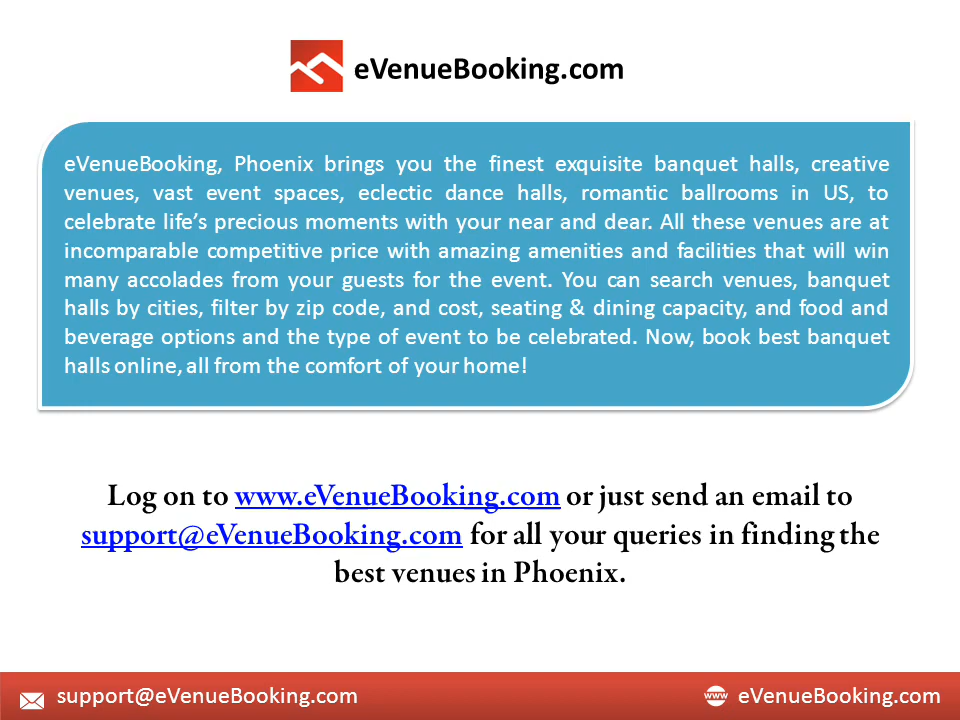 eVenueBooking.com
eVenueBooking, Phoenix brings you the finest exquisite banquet halls, creative
venues, vast event spaces, eclectic dance halls, romantic ballrooms in US, to
celebrate life’s precious moments with your near and dear. All these venues are at
incomparable competitive price with amazing amenities and facilities that will win
many accolades from your guests for the event. You can search venues, banquet
halls by cities, filter by zip code, and cost, seating & dining capacity, and food and
beverage options and the type of event to be celebrated. Now, book best banquet
halls online, all from the comfort of your home!
Log on to www.eVenueBooking.com or just send an email to
support@eVenueBooking.com for all your queries in finding the
best venues in Phoenix.
support@eVenueBooking.com
www eVenueBooking.com